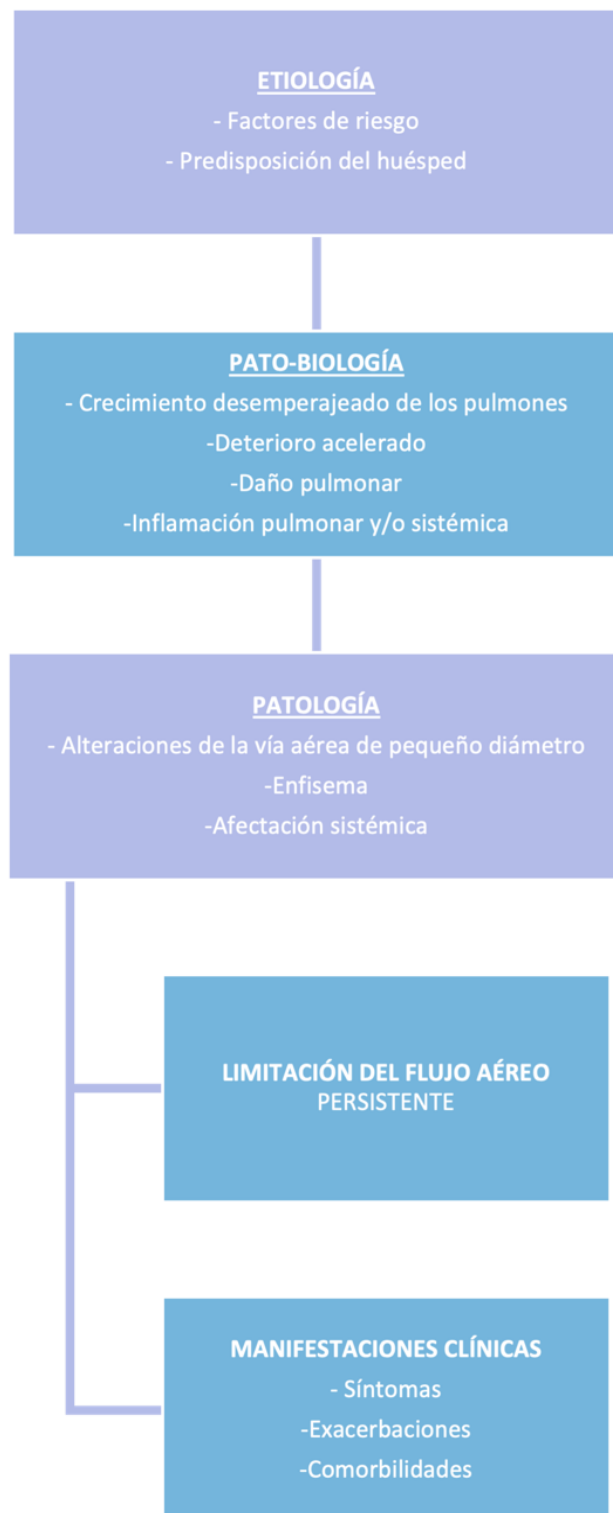 ETIOLOGÍA
- Factores de riesgo
- Predisposición del huésped
PATO-BIOLOGÍA
- Crecimiento desemperajeado de los pulmones
-Deterioro acelerado
-Daño pulmonar
-Inflamación pulmonar y/o sistémica
PATOLOGÍA
- Alteraciones de la vía aérea de pequeño diámetro
-Enfisema
-Afectación sistémica
LIMITACIÓN DEL FLUJO AÉREO
PERSISTENTE
MANIFESTACIONES CLÍNICAS
- Síntomas
-Exacerbaciones
-Comorbilidades